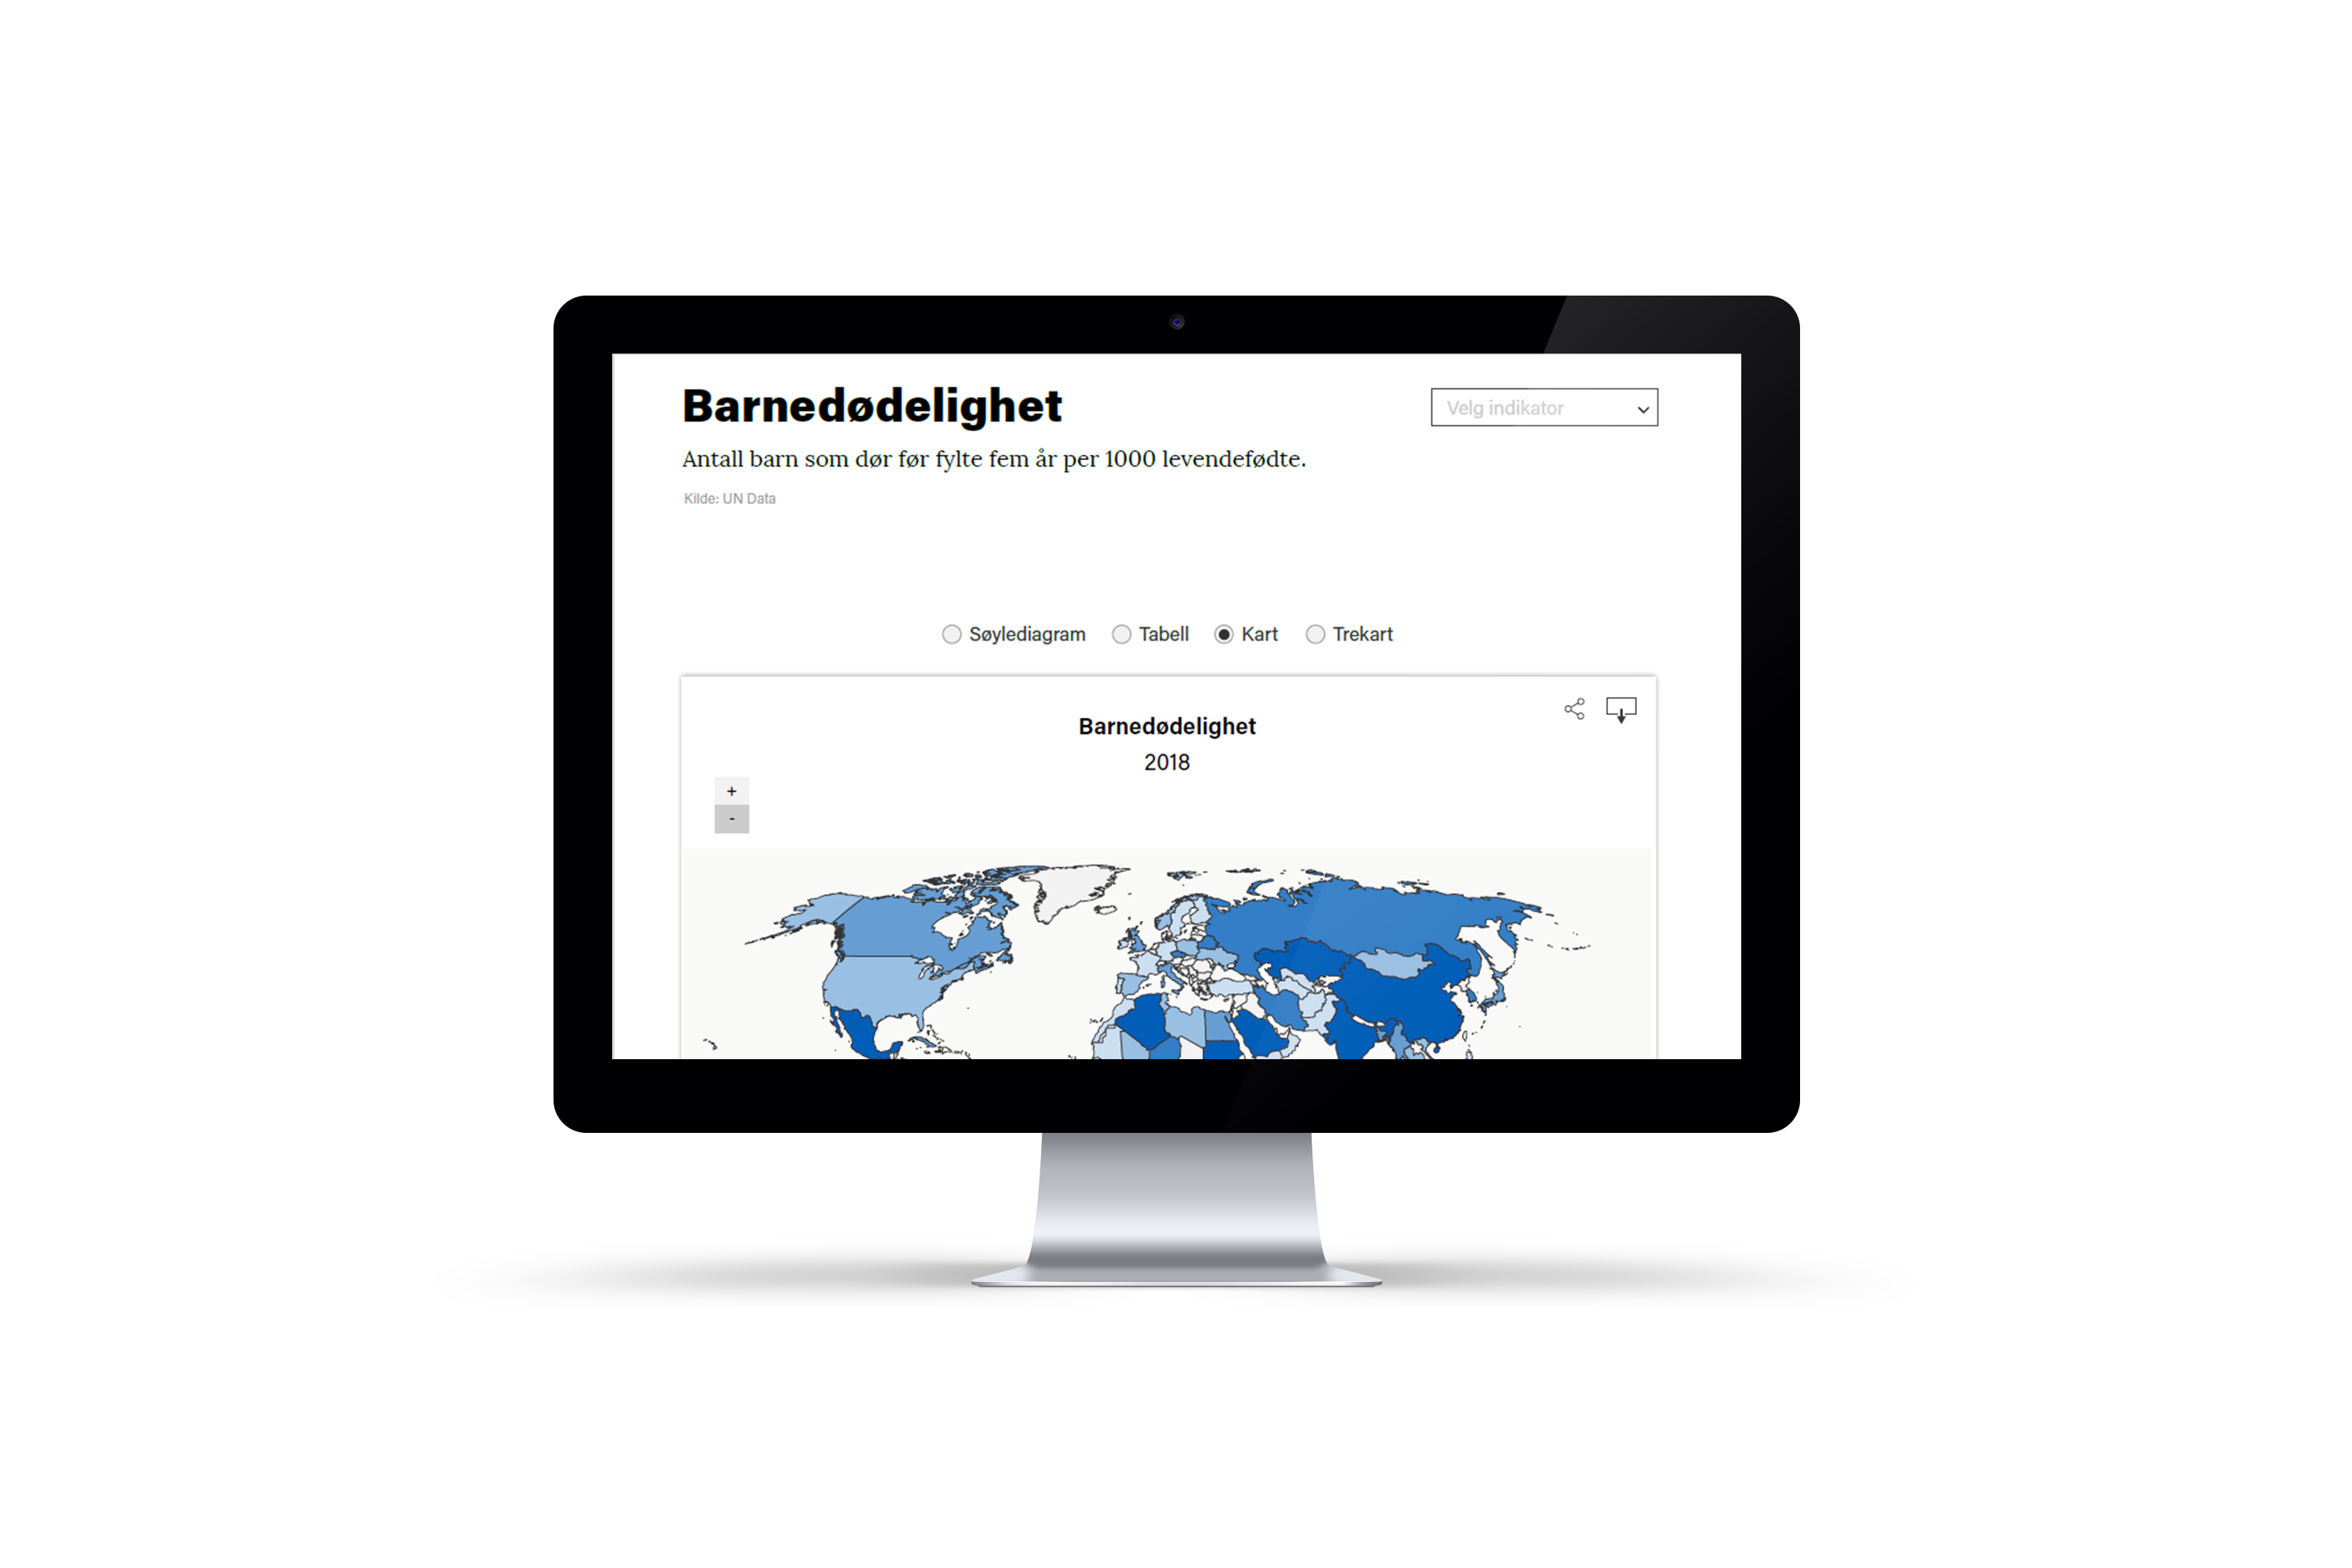 Barnedødelighet
Velg indikator
Antall barn som dør før fylte fem år per 1000 levendefødte.
Kilde: UN Data
Søylediagram Tabell Kart Trekart
Barnedødelighet
2018
+
-